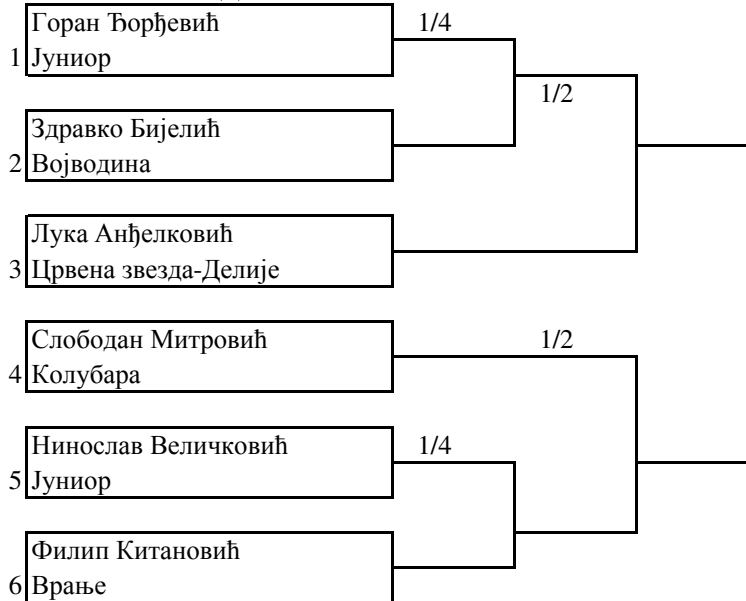 Горан Ђорђевић
1/4
1 Јуниор
1/2
Здравко Бијелић
2 Војводина
Лука Анђелковић
3 Црвена звезда-Делије
Слободан Митровић
1/2
4 Колубара
Нинослав Величковић
1/4
5 Јуниор
Филип Китановић
6 Врање